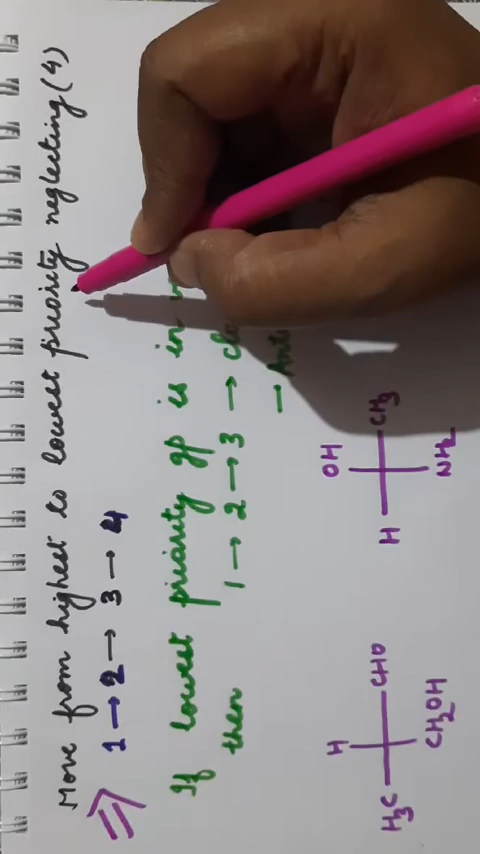 Move from highest to lowest priority neglecting (4)
⇒ 1 → 2 → 3 → 4
If lowest priority gp is in
then 1 → 2 → 3 →
→
H
H3C CHO
CH2OH
OH
H CH3
NH2